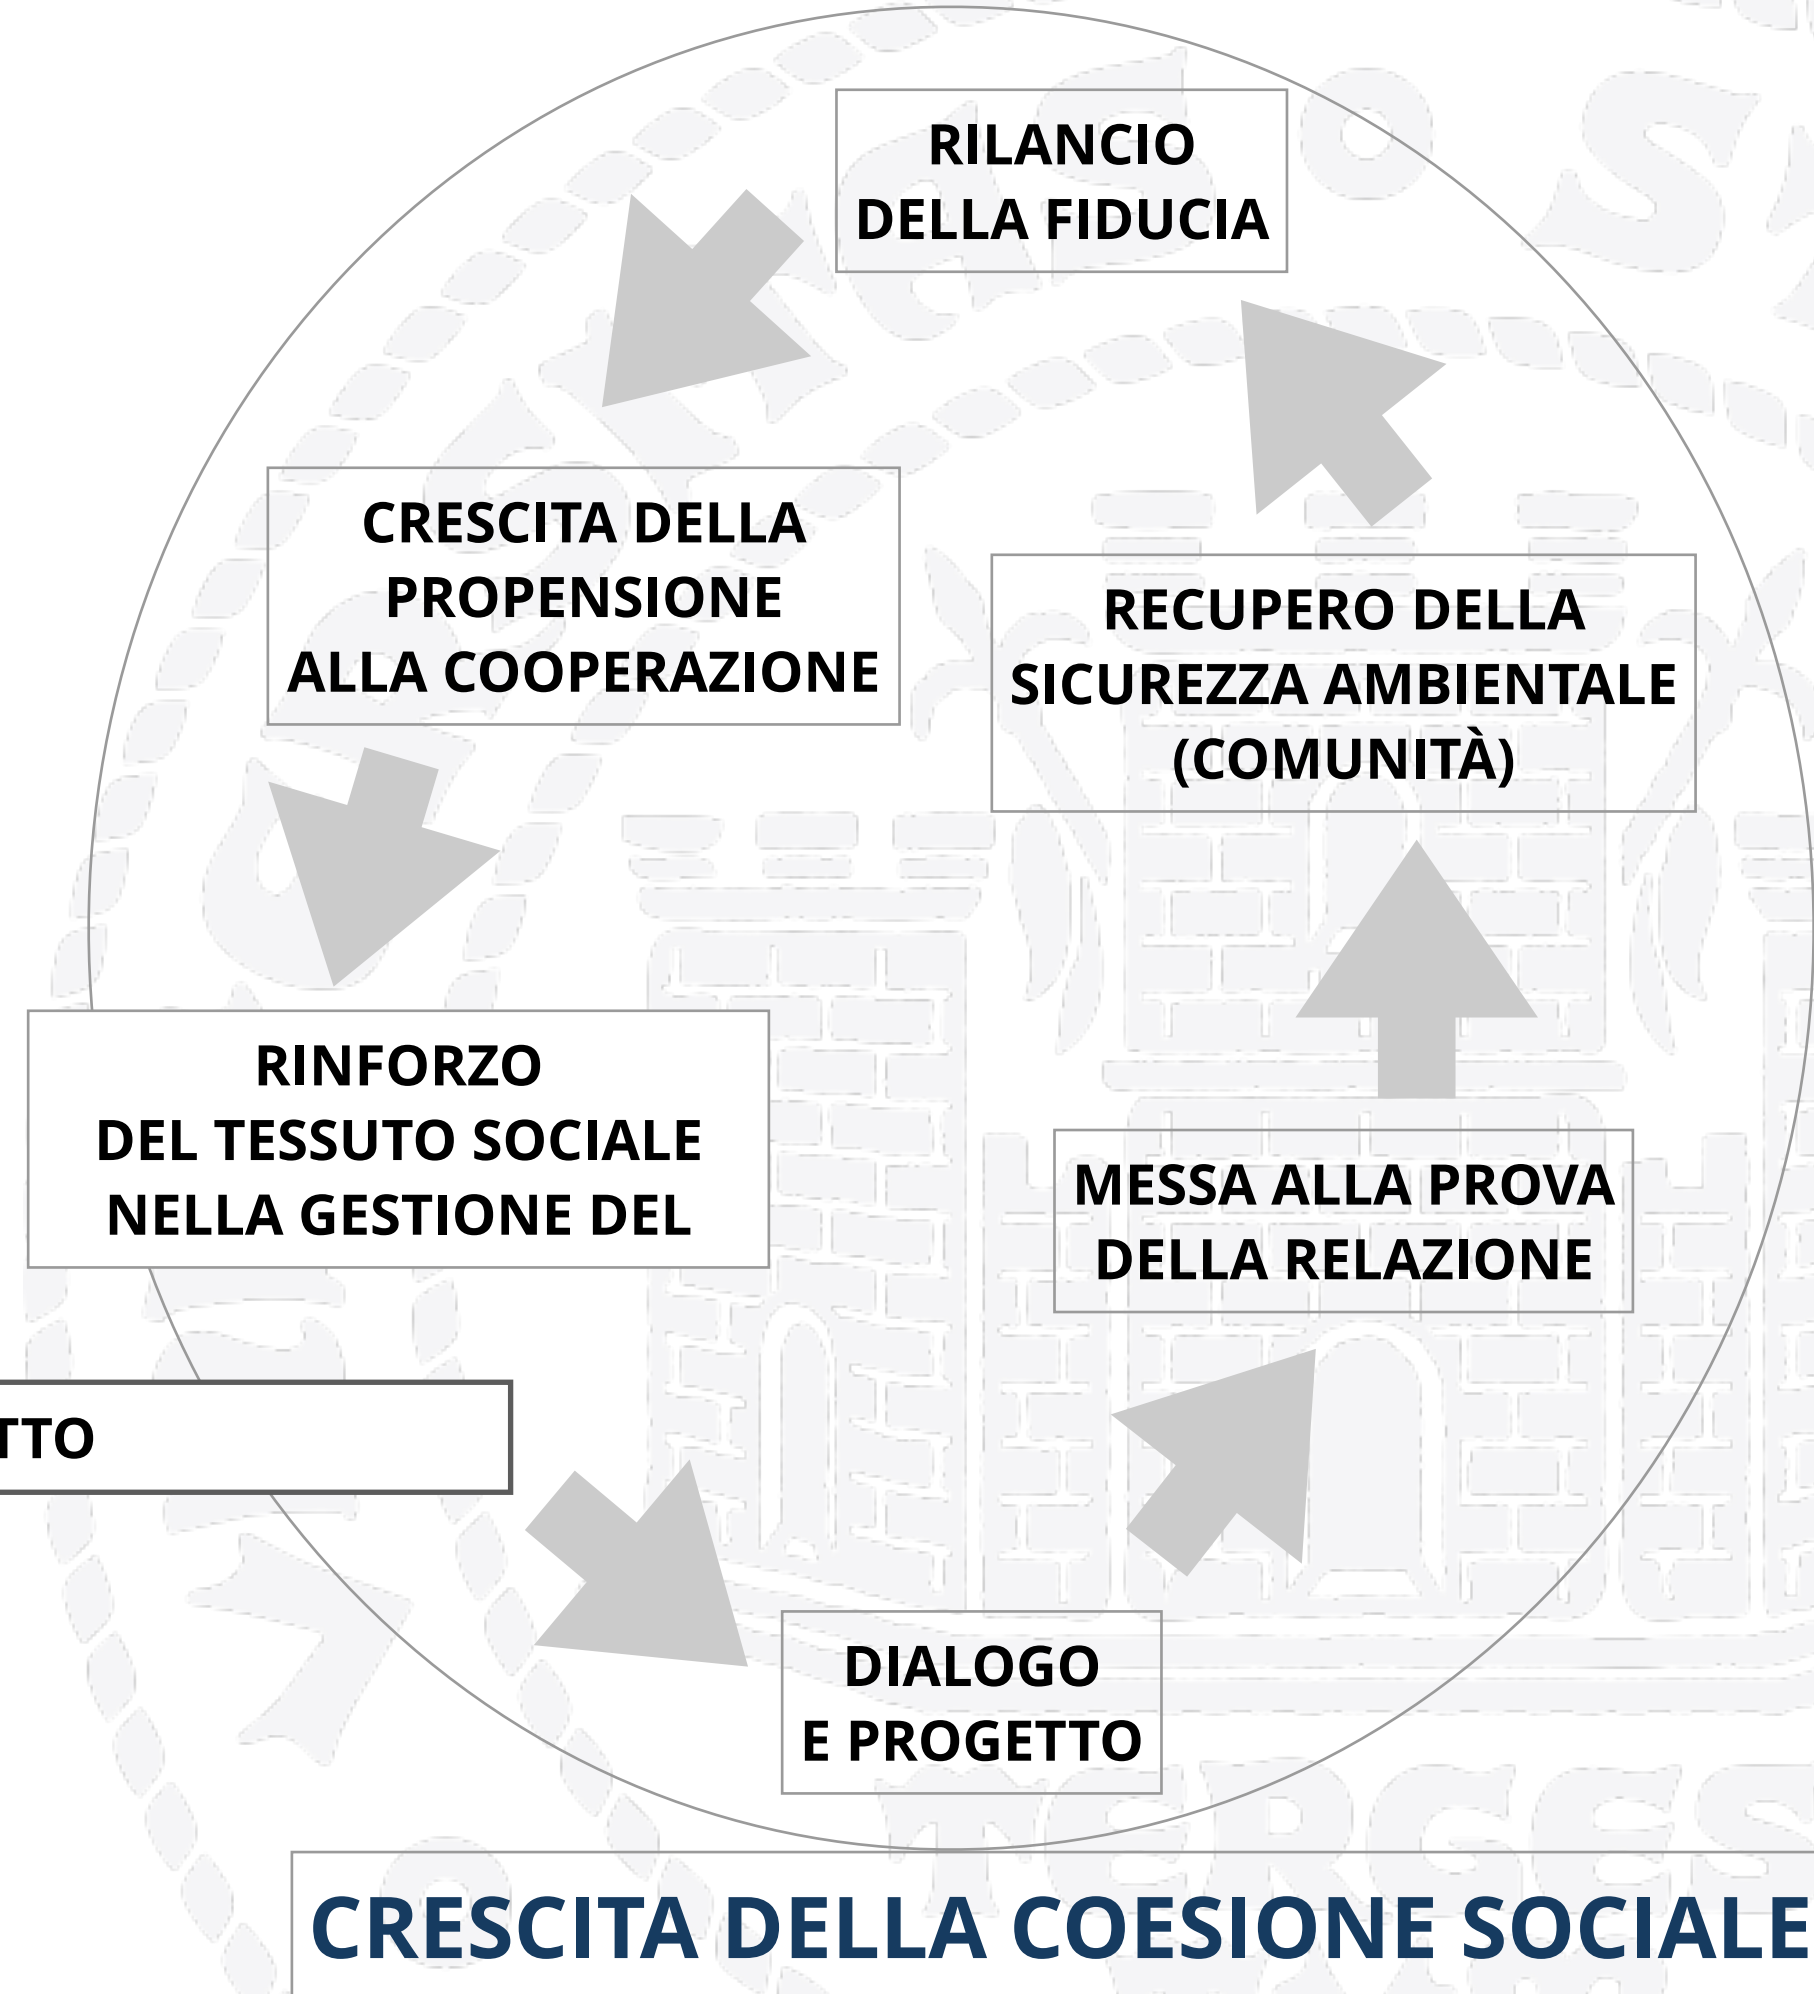 RILANCIO
DELLA FIDUCIA
CRESCITA DELLA
PROPENSIONE
ALLA COOPERAZIONE
RECUPERO DELLA
SICUREZZA AMBIENTALE
(COMUNITÀ)
RINFORZO
DEL TESSUTO SOCIALE
NELLA GESTIONE DEL
MESSA ALLA PROVA
DELLA RELAZIONE
DIALOGO
E PROGETTO
CRESCITA DELLA COESIONE SOCIALE